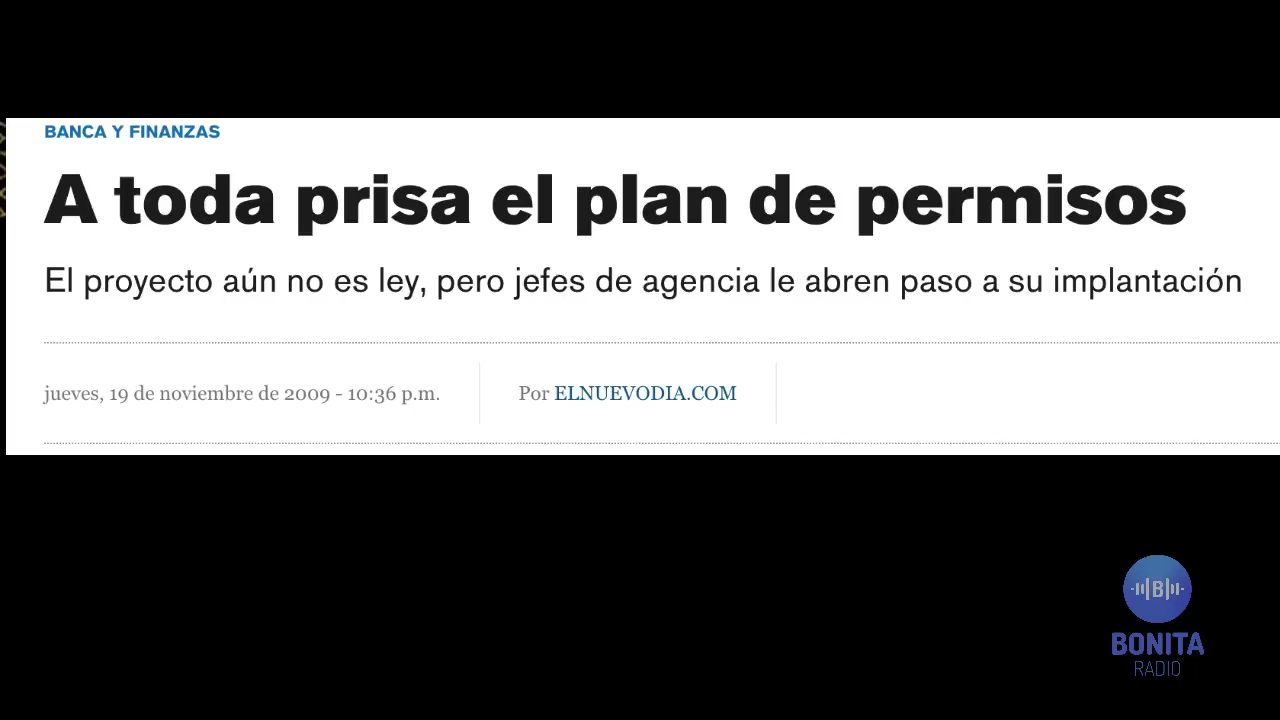 BANCA Y FINANZAS
A toda prisa el plan de permisos
El proyecto aún no es ley, pero jefes de agencia le abren paso a su implantación
jueves, 19 de noviembre de 2009 - 10:36 p.m.
Por ELNUEVODIA.COM
B
BONITA
RADIO